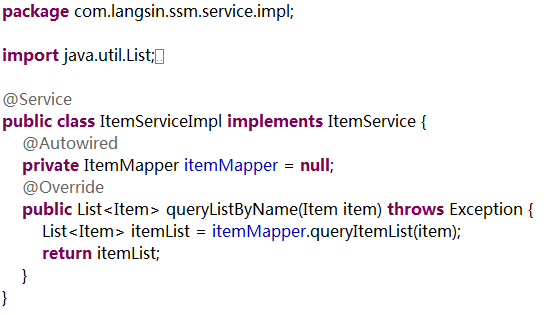 package com.langsin.ssm.service.impl;
import java.util.List;
@Service
public class ItemServiceImpl implements ItemService {
@Autowired
private ItemMapper itemMapper = null;
@Override
public List<Item> queryListByName(Item item) throws Exception {
List<Item> itemList = itemMapper.queryItemList(item);
return itemList;
}
}